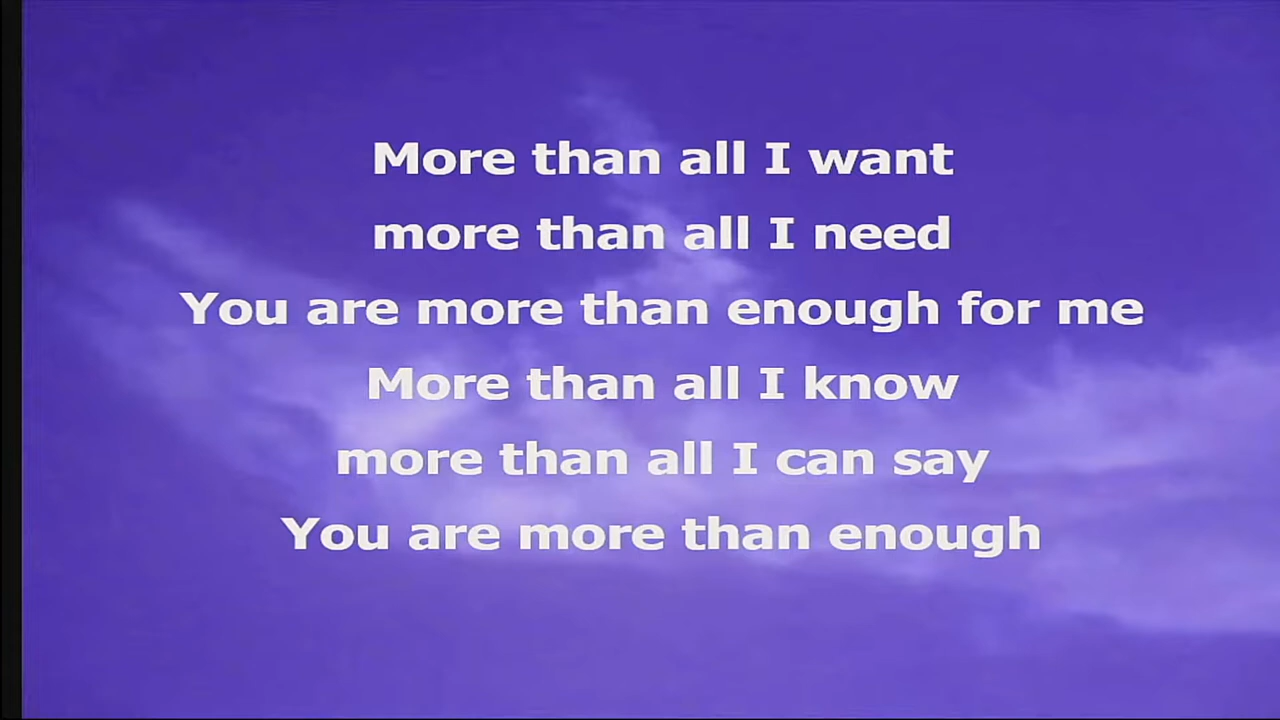 More than all I want
more than all I need
You are more than enough for me
More than all I know
more than all I can say
You are more than enough